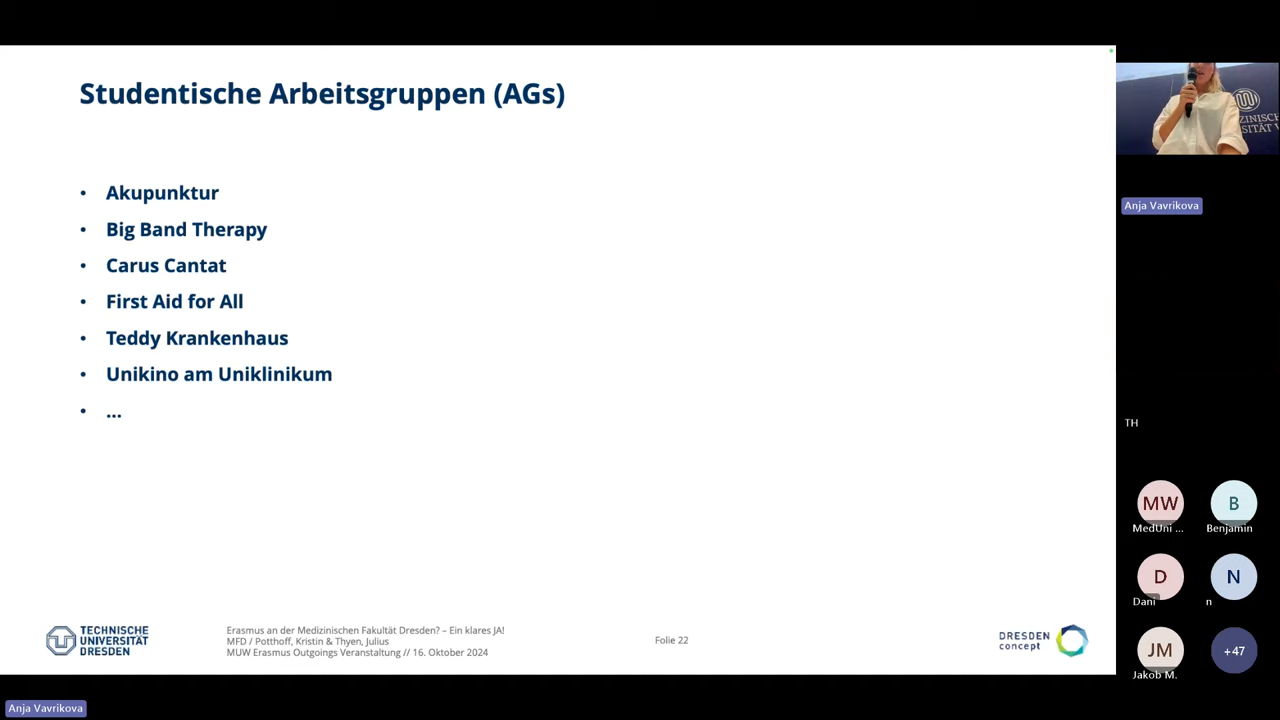 Studentische Arbeitsgruppen (AGs)
• Akupunktur
• Big Band Therapy
• Carus Cantat
• First Aid for All
• Teddy Krankenhaus
• Unikino am Uniklinikum
• ...
TECHNISCHE
UNIVERSITÄT
DRESDEN
Erasmus an der Medizinischen Fakultät Dresden? – Ein klares JA!
MFD / Potthoff, Kristin & Thyen, Julius
MUW Erasmus Outgoings Veranstaltung // 16. Oktober 2024
Folie 22
DRESDEN
concept
Anja Vavrikova
TH
MW
MedUni ...
B
Benjamin
D
Dani
N
n
JM
Jakob M.
+47
Anja Vavrikova